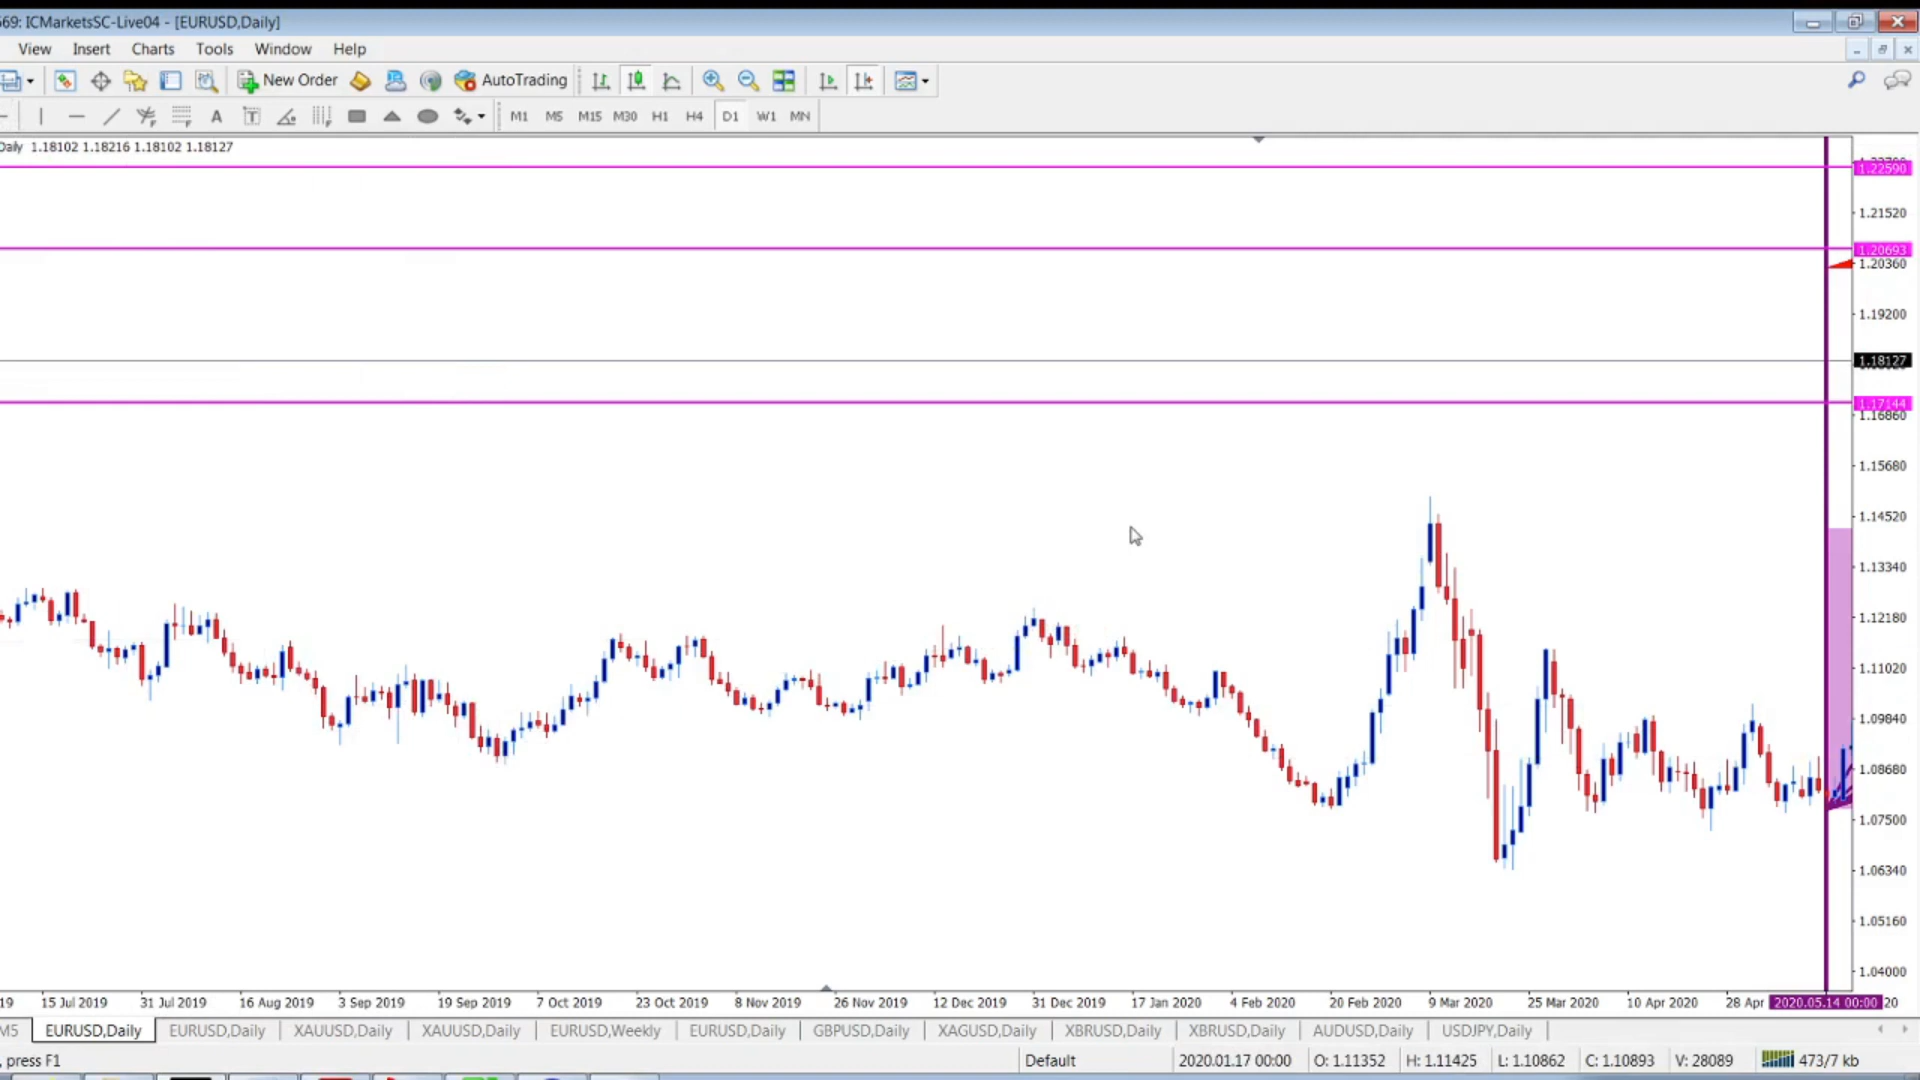 569: ICMarketsSC-Live04 - [EURUSD,Daily]
View Insert Charts Tools Window Help
New Order AutoTrading
A T M1 M5 M15 M30 H1 H4 D1 W1 MN
Daily 1.18102 1.18216 1.18102 1.18127
1.22590
1.21520
1.20693
1.20360
1.19200
1.18127
1.17144
1.16860
1.15680
1.14520
1.13340
1.12180
1.11020
1.09840
1.08680
1.07500
1.06340
1.05160
1.04000
19 15 Jul 2019 31 Jul 2019 16 Aug 2019 3 Sep 2019 19 Sep 2019 7 Oct 2019 23 Oct 2019 8 Nov 2019 26 Nov 2019 12 Dec 2019 31 Dec 2019 17 Jan 2020 4 Feb 2020 20 Feb 2020 9 Mar 2020 25 Mar 2020 10 Apr 2020 28 Apr 2020.05.14 00:00 20
M5 EURUSD,Daily EURUSD,Daily XAUUSD,Daily XAUUSD,Daily EURUSD,Weekly EURUSD,Daily GBPUSD,Daily XAGUSD,Daily XBRUSD,Daily XBRUSD,Daily AUDUSD,Daily USDJPY,Daily
, press F1 Default 2020.01.17 00:00 O: 1.11352 H: 1.11425 L: 1.10862 C: 1.10893 V: 28089 473/7 kb